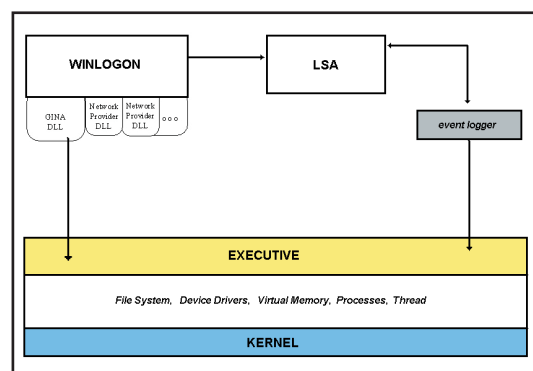 WINLOGON
LSA
GINA
DLL
Network
Provider
DLL
Network
Provider
DLL
ooo
event logger
EXECUTIVE
File System, Device Drivers, Virtual Memory, Processes, Thread
KERNEL